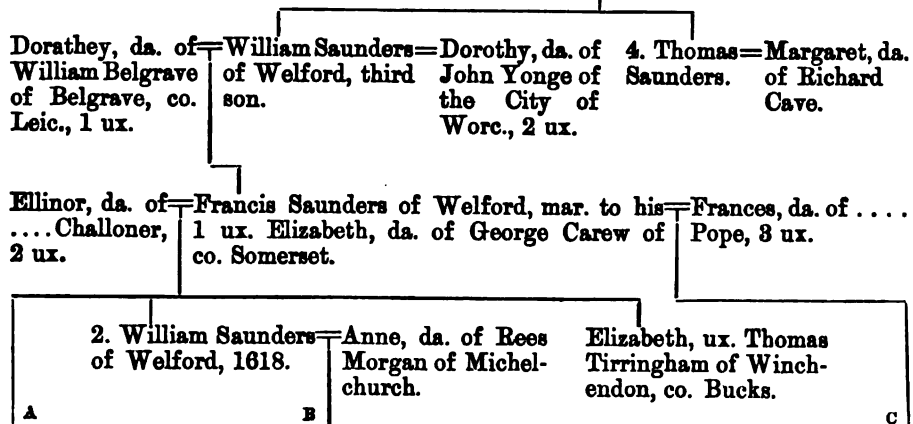 Dorathey, da. of=William Saunders=Dorothy, da. of 4. Thomas=Margaret, da.
William Belgrave of Welford, third John Yonge of Saunders. of Richard
of Belgrave, co. son. the City of Cave.
Leic., 1 ux. Worc., 2 ux.
Ellinor, da. of=Francis Saunders of Welford, mar. to his=Frances, da. of ....
....Challoner, 1 ux. Elizabeth, da. of George Carew of Pope, 3 ux.
2 ux. co. Somerset.
2. William Saunders=Anne, da. of Rees Elizabeth, ux. Thomas
of Welford, 1618. Morgan of Michel- Tirringham of Winch-
church. endon, co. Bucks.
A B C